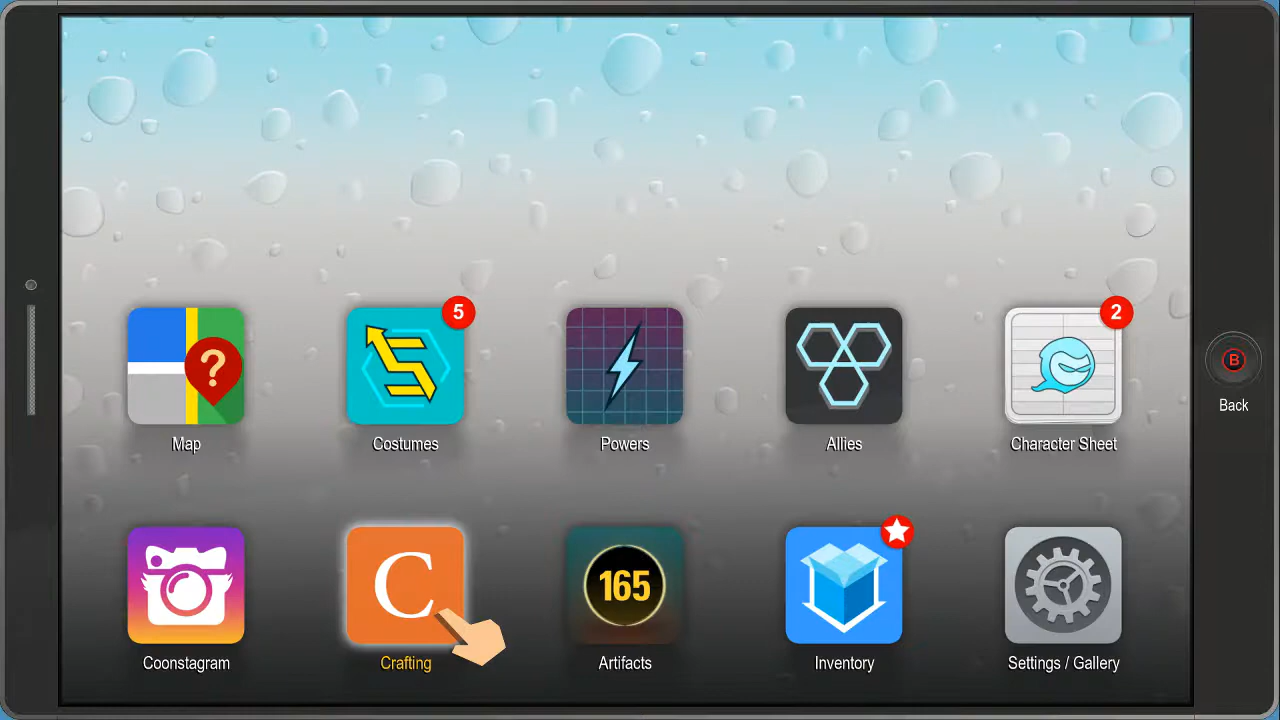 5
2
?
B
Map
Costumes
Powers
Allies
Character Sheet
Back
C
165
Coonstagram
Crafting
Artifacts
Inventory
Settings / Gallery